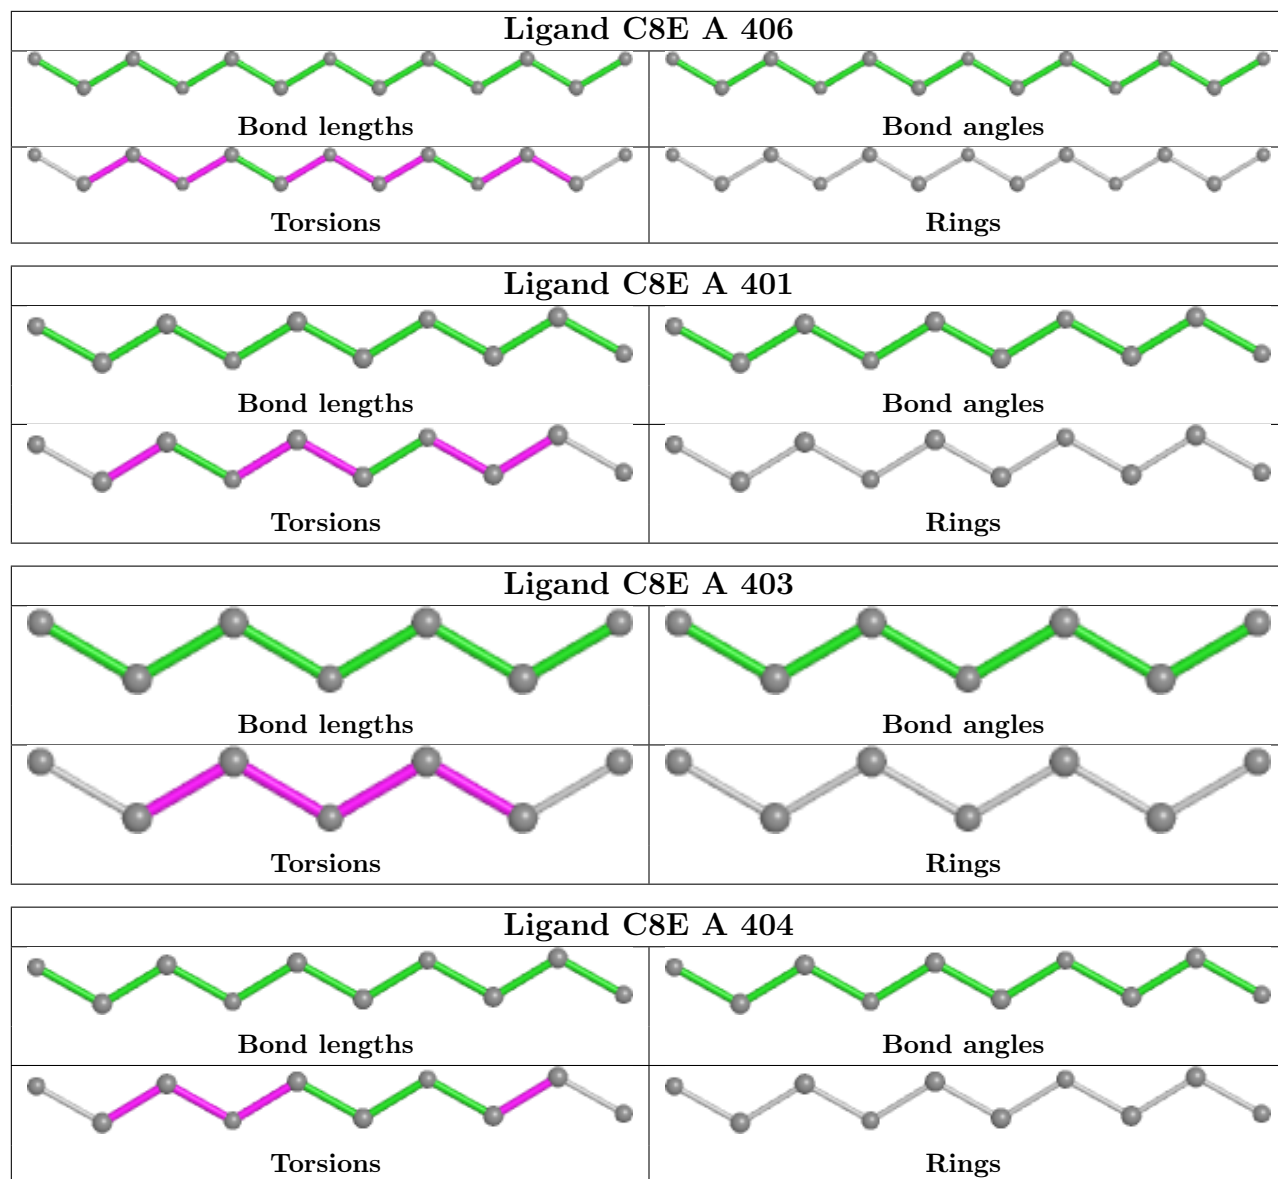 Ligand C8E A 406
Bond lengths Bond angles
Torsions Rings
Ligand C8E A 401
Bond lengths Bond angles
Torsions Rings
Ligand C8E A 403
Bond lengths Bond angles
Torsions Rings
Ligand C8E A 404
Bond lengths Bond angles
Torsions Rings